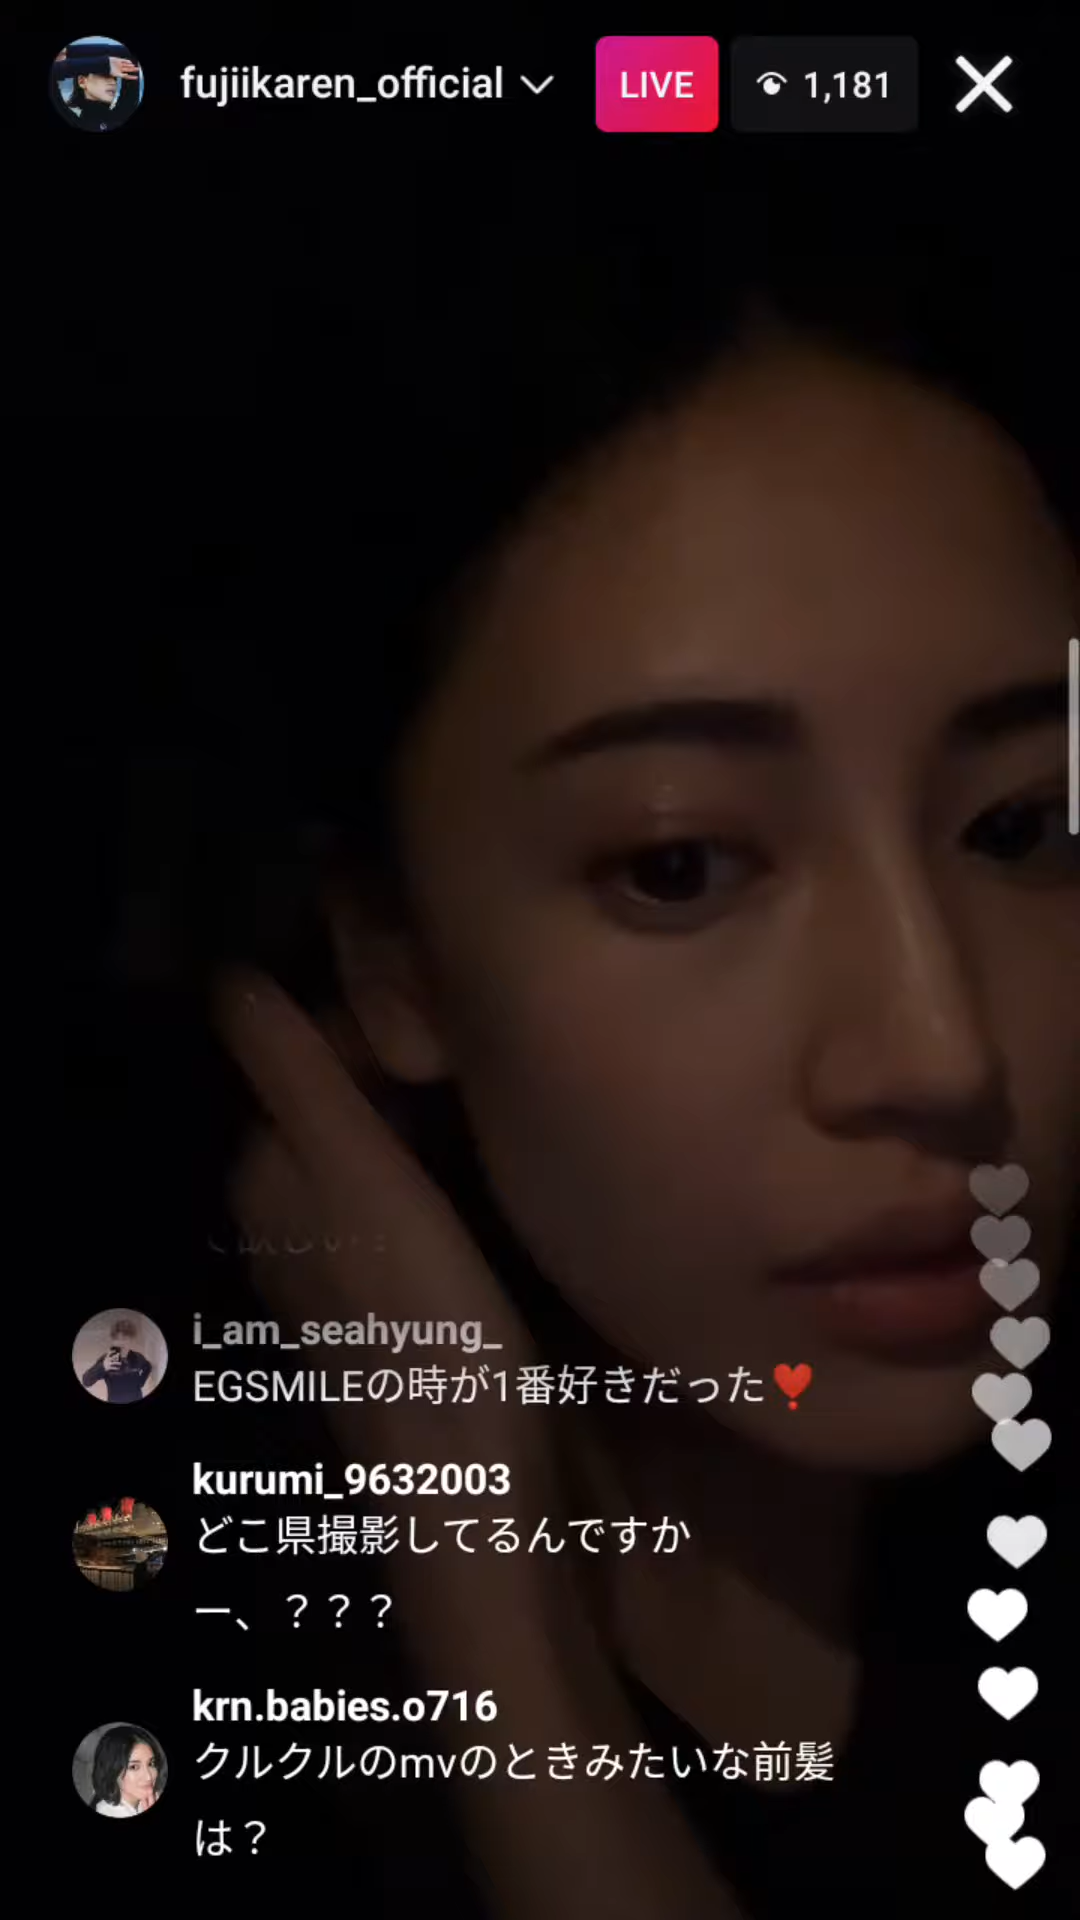 fujiikaren_official
LIVE
1,181
i_am_seahyung_
EGSMILEの時が1番好きだった❣️
kurumi_9632003
どこ県撮影してるんですか
ー、？？？
krn.babies.o716
クルクルのmvのときみたいな前髪
は？